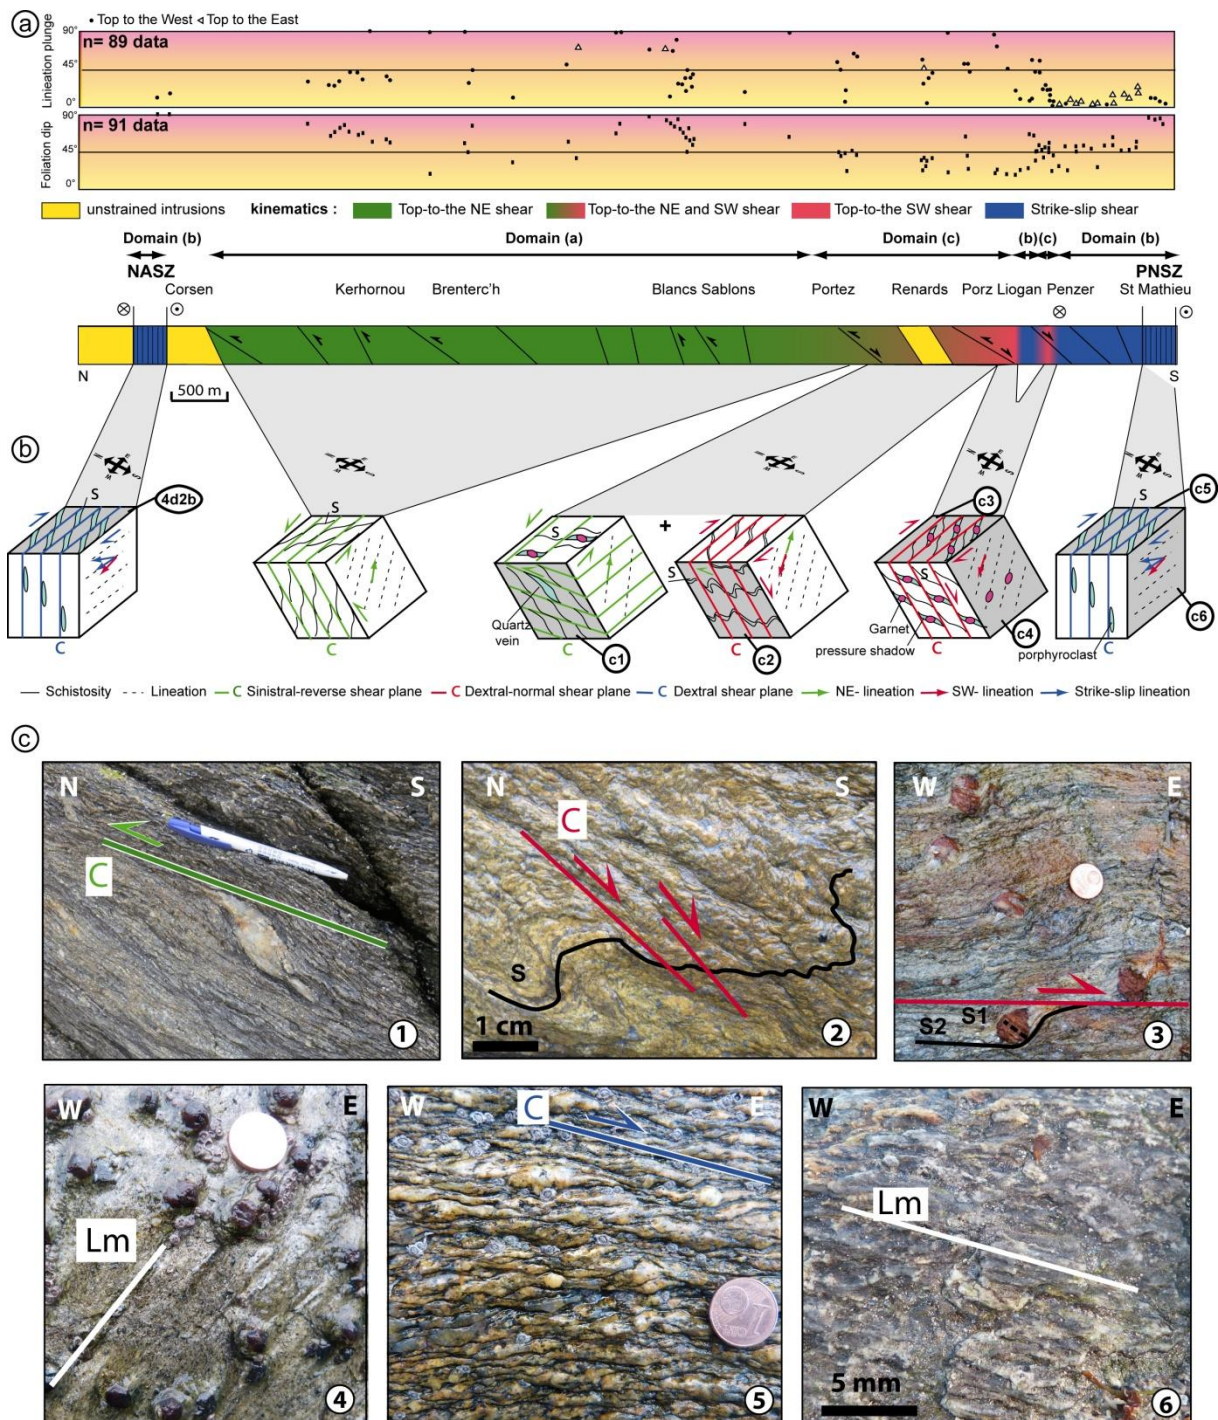 a
• Top to the West ◁ Top to the East
Linieation plunge
90°
45°
0°
n= 89 data
Foliation dip
90°
45°
0°
n= 91 data
unstrained intrusions
kinematics :
Top-to-the NE shear
Top-to-the NE and SW shear
Top-to-the SW shear
Strike-slip shear
Domain (b)
Domain (a)
Domain (c)
(b)
(c)
Domain (b)
NASZ
PNSZ
Corsen
Kerhornou
Brenterc'h
Blancs Sablons
Portez
Renards
Porz Liogan
Penzer
St Mathieu
N
S
500 m
b
S
4d2b
C
S
C
S
Quartz vein
C
c1
+
S
C
c2
c3
S
Garnet
pressure shadow
C
c4
S
c5
c6
porphyroclast
C
Schistosity
Lineation
C Sinistral-reverse shear plane
C Dextral-normal shear plane
C Dextral shear plane
NE- lineation
SW- lineation
Strike-slip lineation
c
N
S
C
1
N
S
C
S
1 cm
2
W
E
S1
S2
3
W
E
Lm
4
W
E
C
5
W
E
Lm
5 mm
6